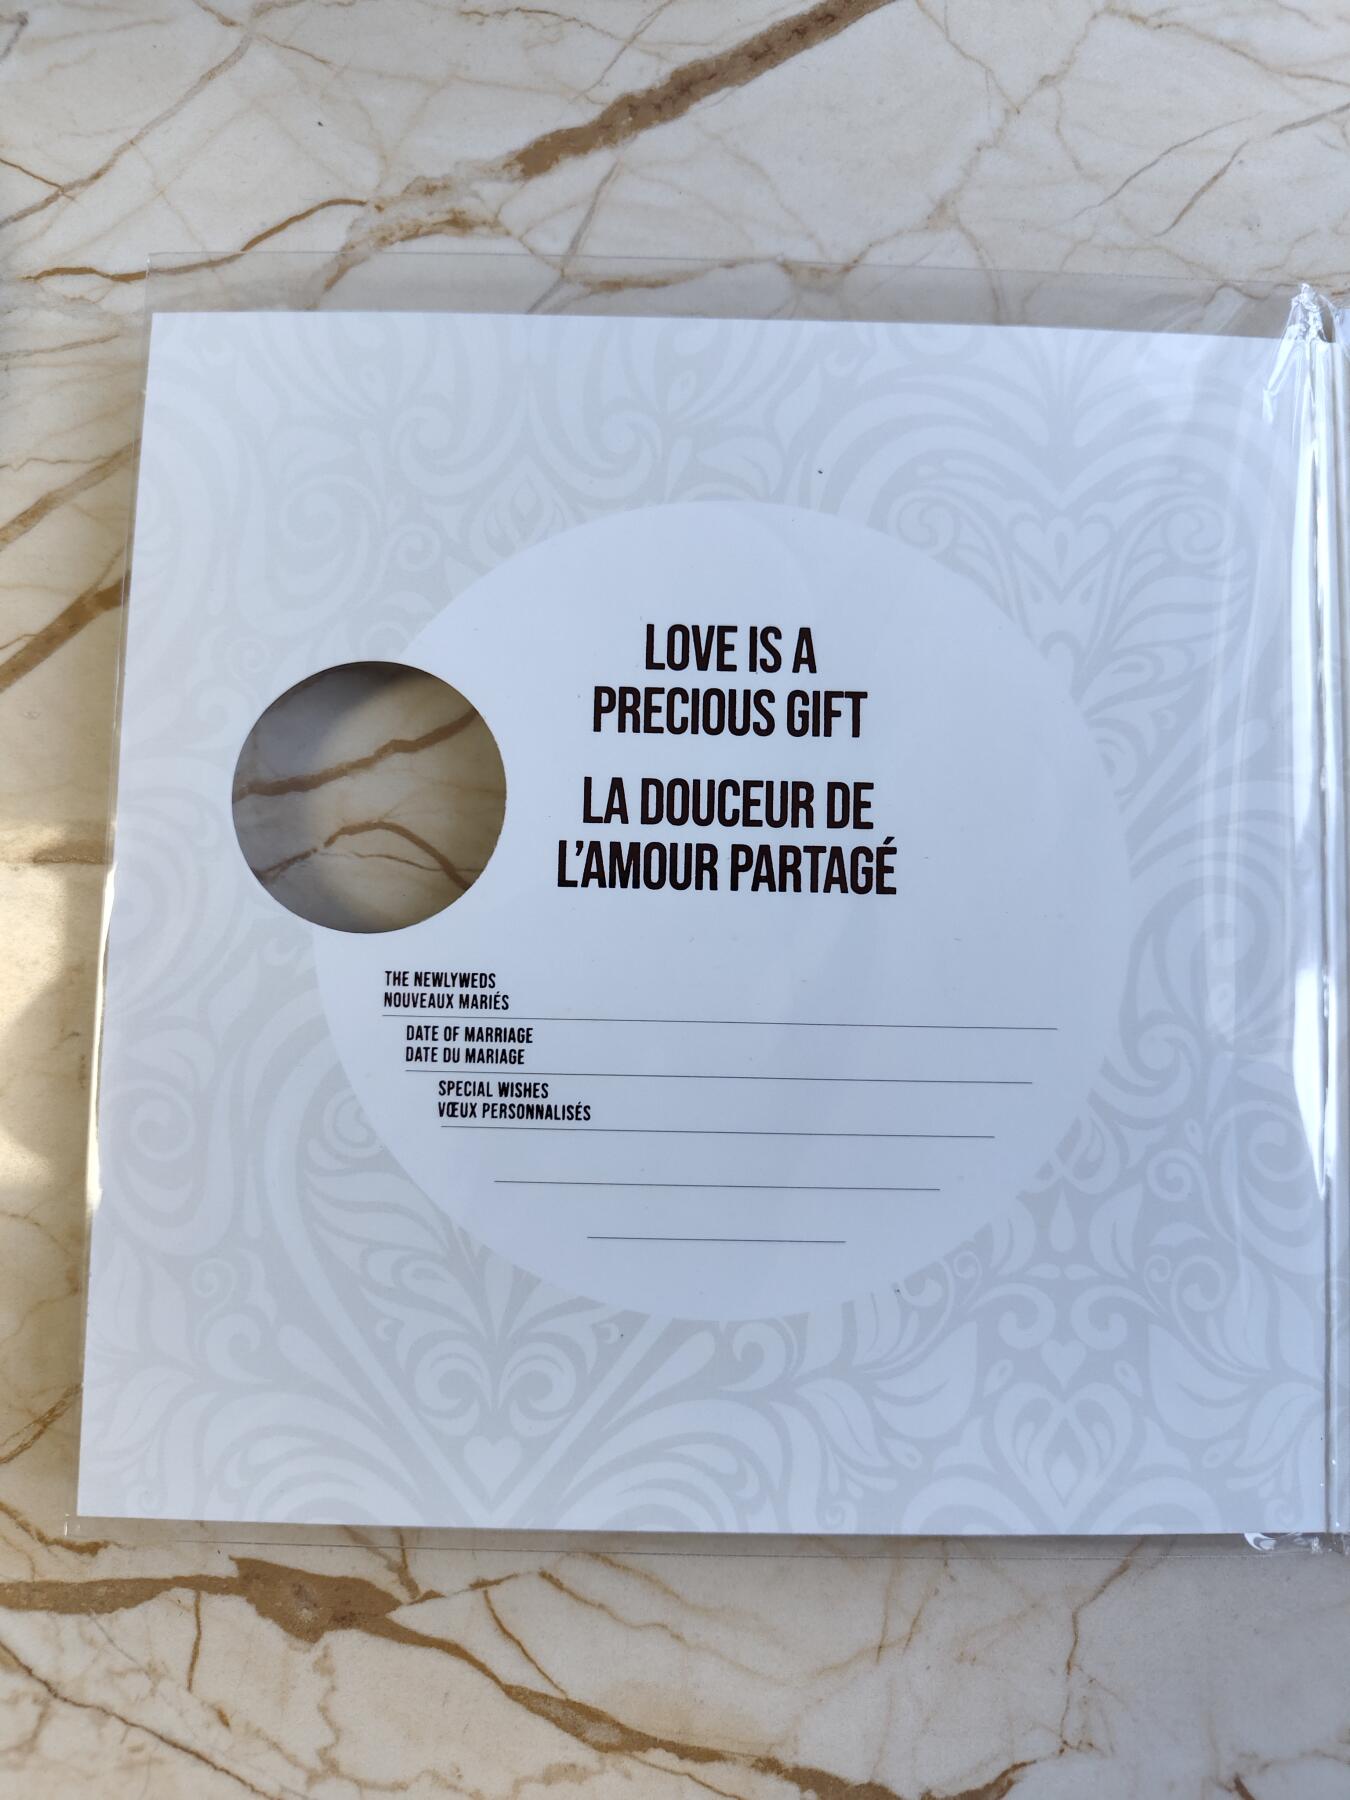 LOVE IS A
PRECIOUS GIFT
LA DOUCEUR DE
L'AMOUR PARTAGÉ
THE NEWLYWEDS
NOUVEAUX MARIÉS
DATE OF MARRIAGE
DATE DU MARIAGE
SPECIAL WISHES
VŒUX PERSONNALISÉS